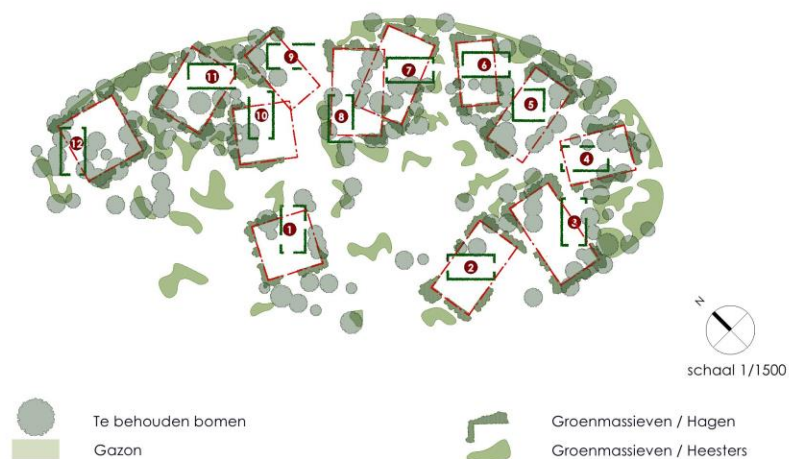 9
7
6
11
5
10
8
12
4
3
1
2
N
schaal 1/1500
Te behouden bomen
Groenmassieven / Hagen
Gazon
Groenmassieven / Heesters